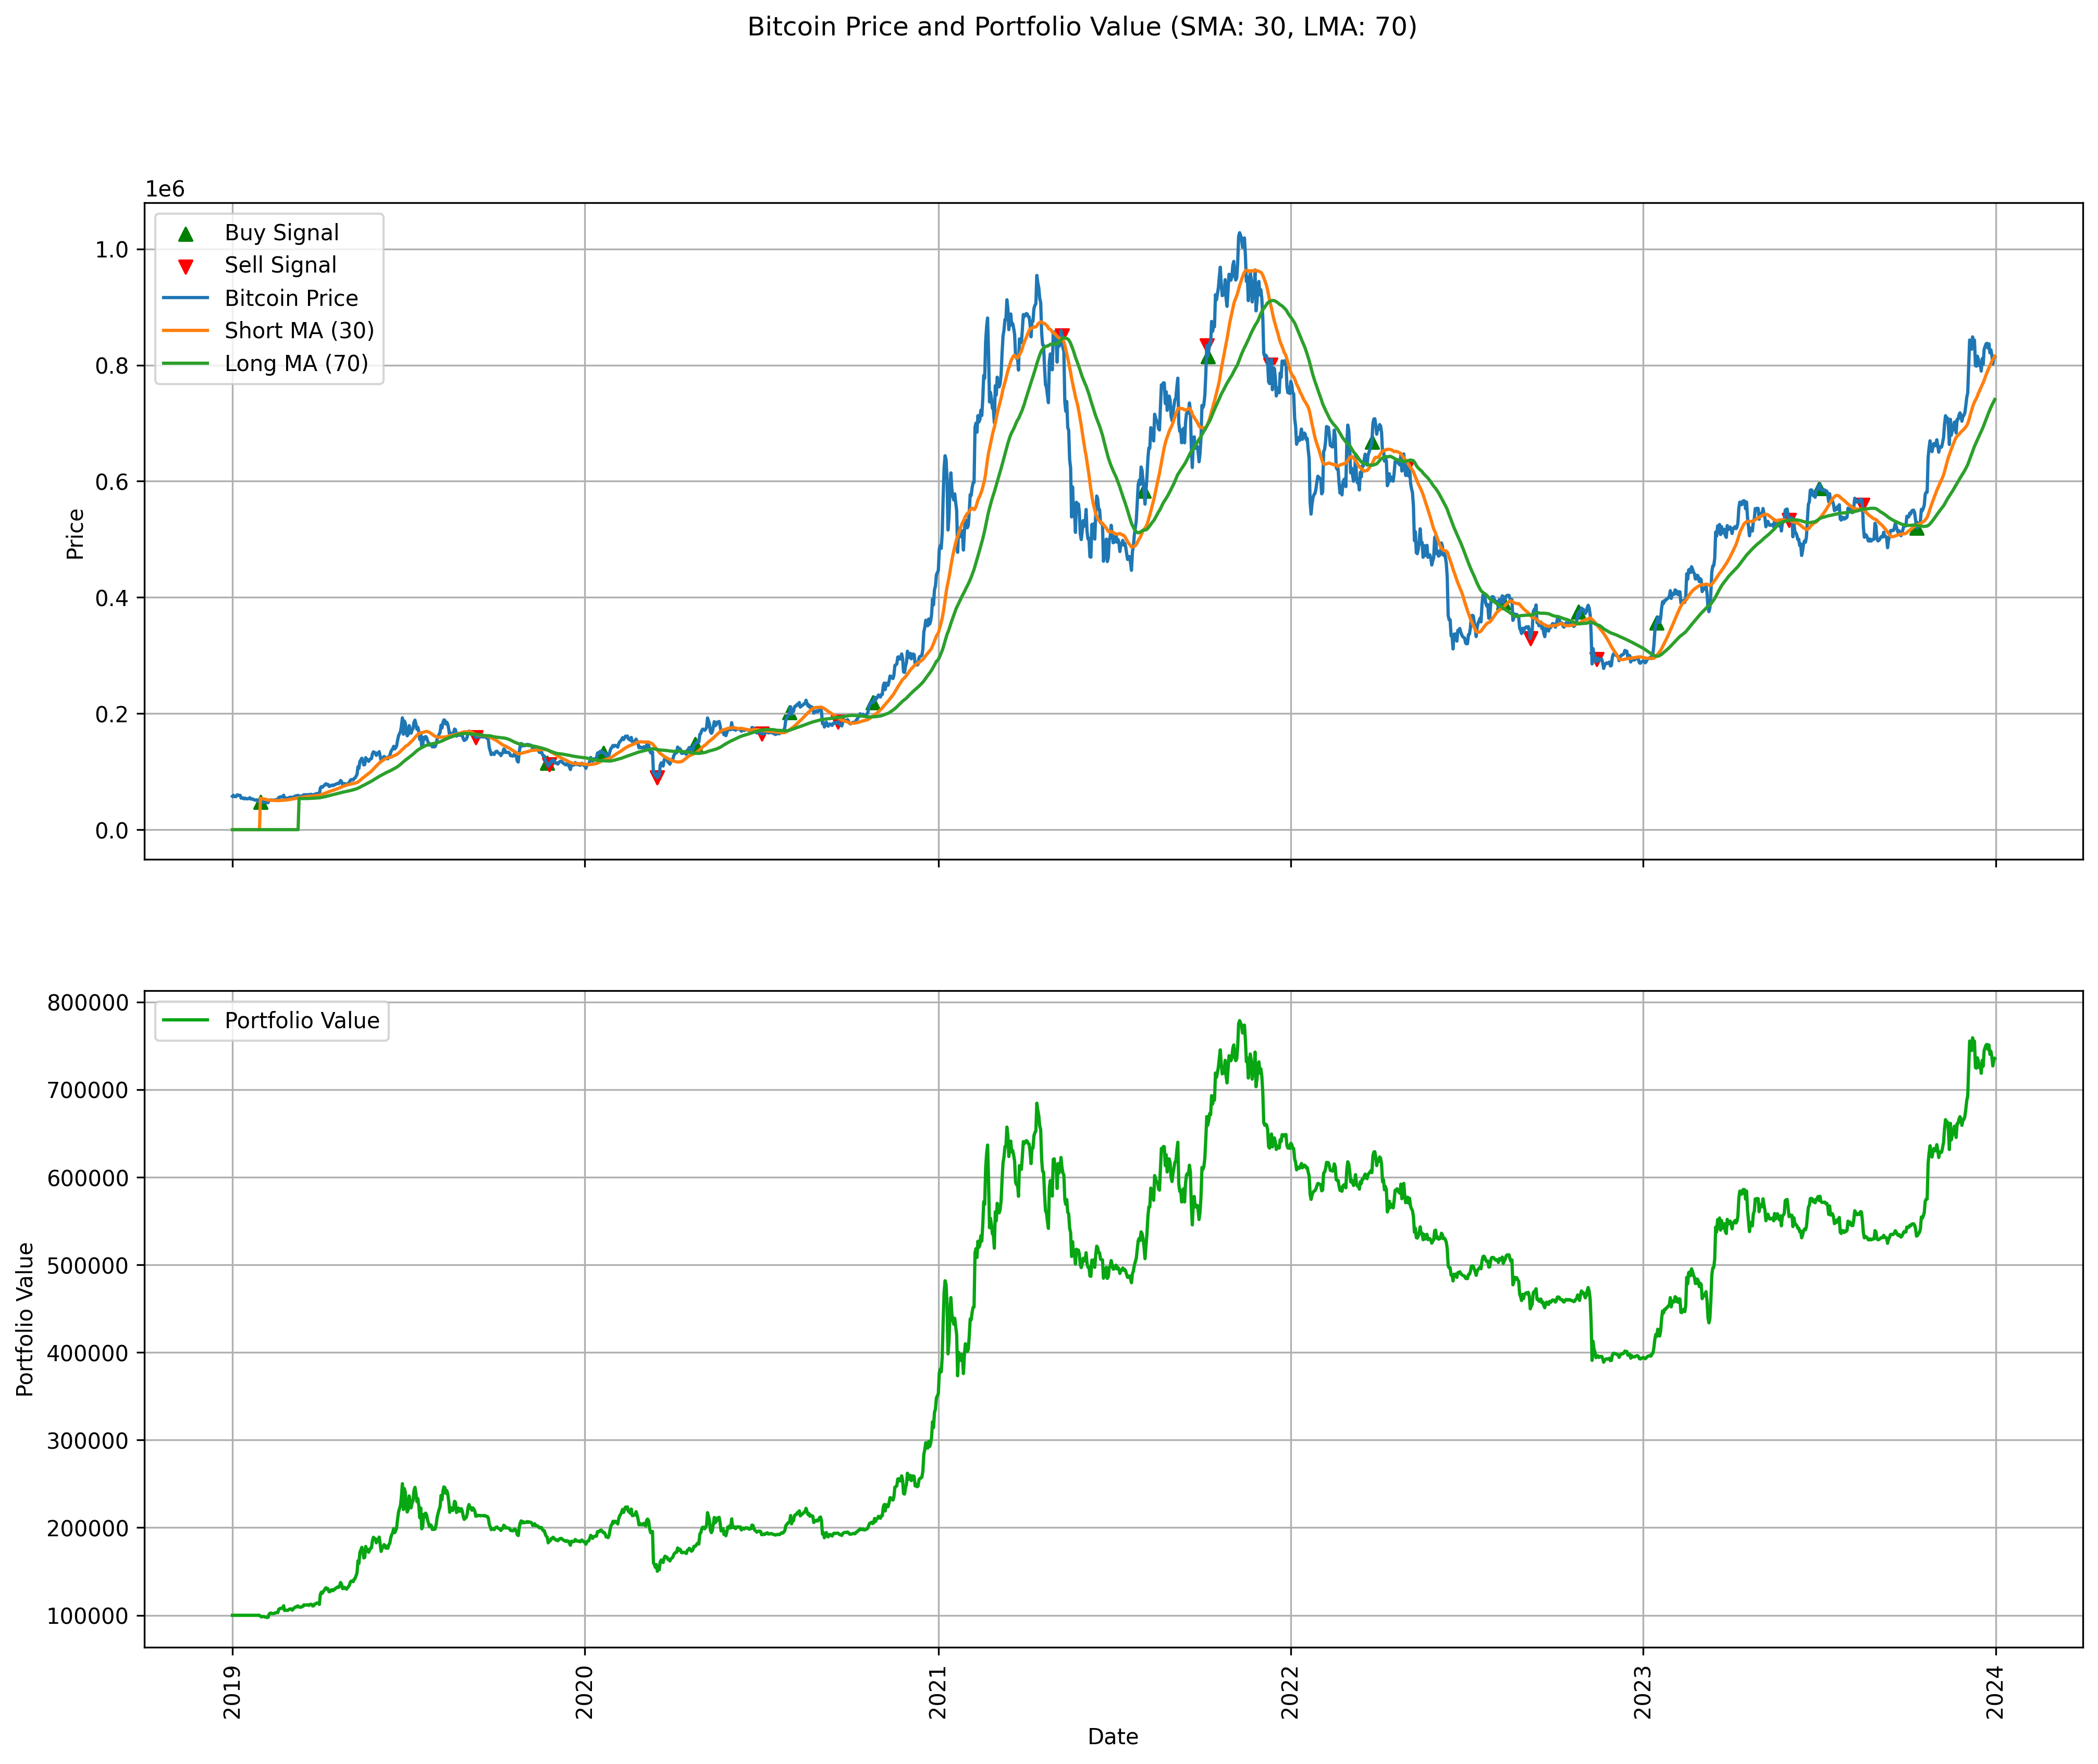 Bitcoin Price and Portfolio Value (SMA: 30, LMA: 70)
1e6
Buy Signal
Sell Signal
Bitcoin Price
Short MA (30)
Long MA (70)
Price
1.0
0.8
0.6
0.4
0.2
0.0
Portfolio Value
Portfolio Value
800000
700000
600000
500000
400000
300000
200000
100000
2019
2020
2021
2022
2023
2024
Date